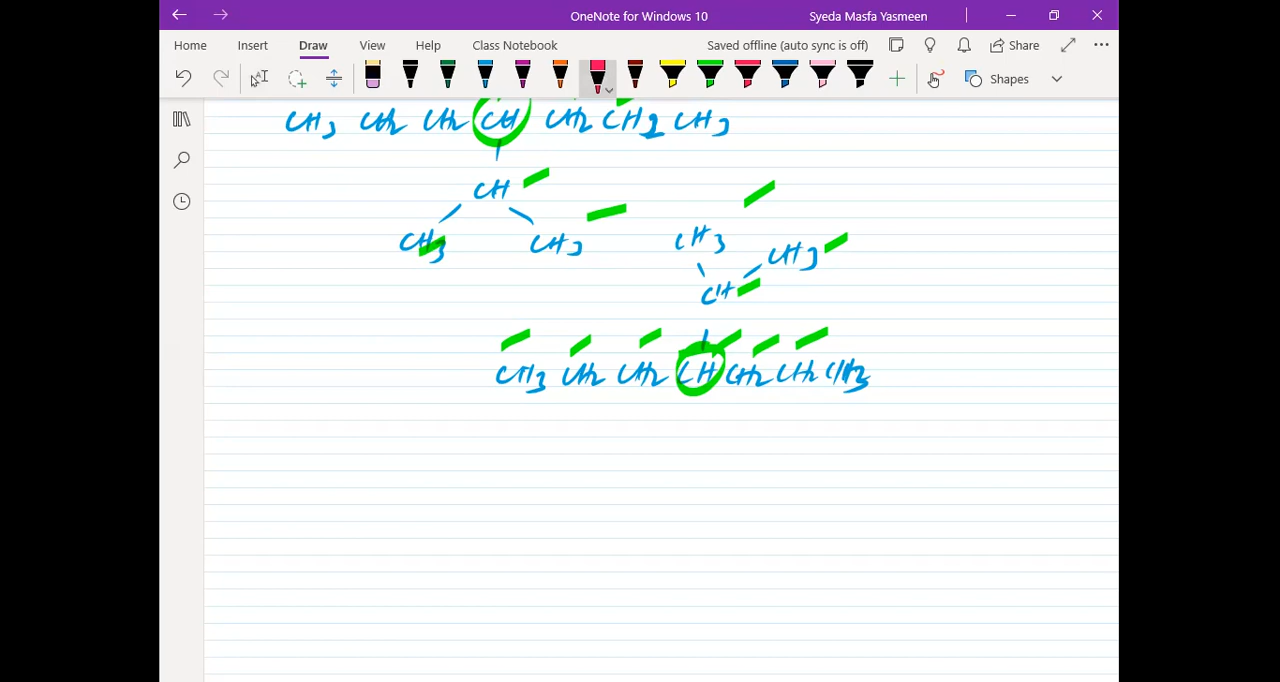 OneNote for Windows 10 Syeda Masfa Yasmeen
Home Insert Draw View Help Class Notebook Saved offline (auto sync is off) Share
Shapes
CH3 CH2 CH2 CH CH2 CH2 CH3
CH
CH3 CH3
CH3 CH3
CH
CH3 CH2 CH2 CH CH2 CH2 CH3